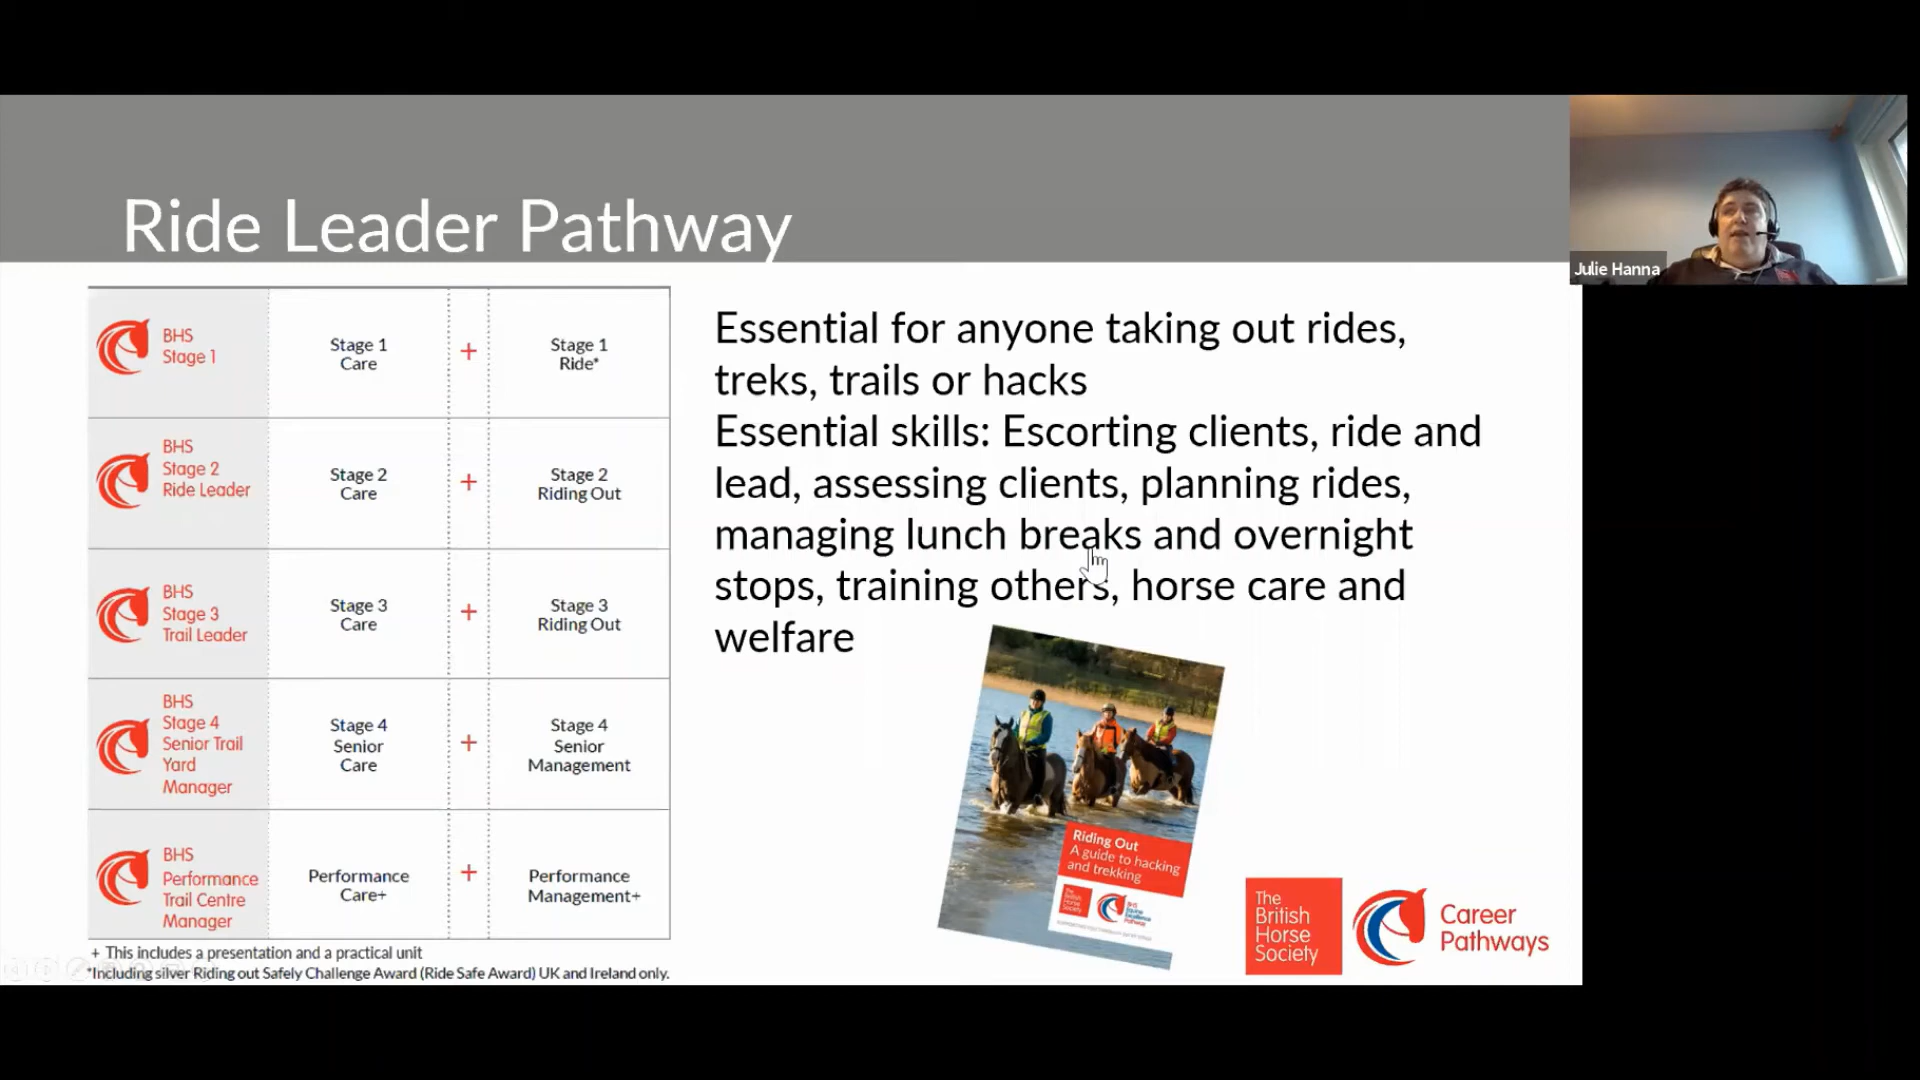 Ride Leader Pathway
Julie Hanna
BHS
Stage 1
Stage 1
Care
+
Stage 1
Ride*
BHS
Stage 2
Ride Leader
Stage 2
Care
+
Stage 2
Riding Out
BHS
Stage 3
Trail Leader
Stage 3
Care
+
Stage 3
Riding Out
BHS
Stage 4
Senior Trail
Yard
Manager
Stage 4
Senior
Care
+
Stage 4
Senior
Management
BHS
Performance
Trail Centre
Manager
Performance
Care+
+
Performance
Management+
+ This includes a presentation and a practical unit
*Including silver Riding out Safely Challenge Award (Ride Safe Award) UK and Ireland only.
Essential for anyone taking out rides,
treks, trails or hacks
Essential skills: Escorting clients, ride and
lead, assessing clients, planning rides,
managing lunch breaks and overnight
stops, training others, horse care and
welfare
Riding Out
A guide to hacking
and trekking
The
British
Horse
Society
The
British
Horse
Society
Career
Pathways